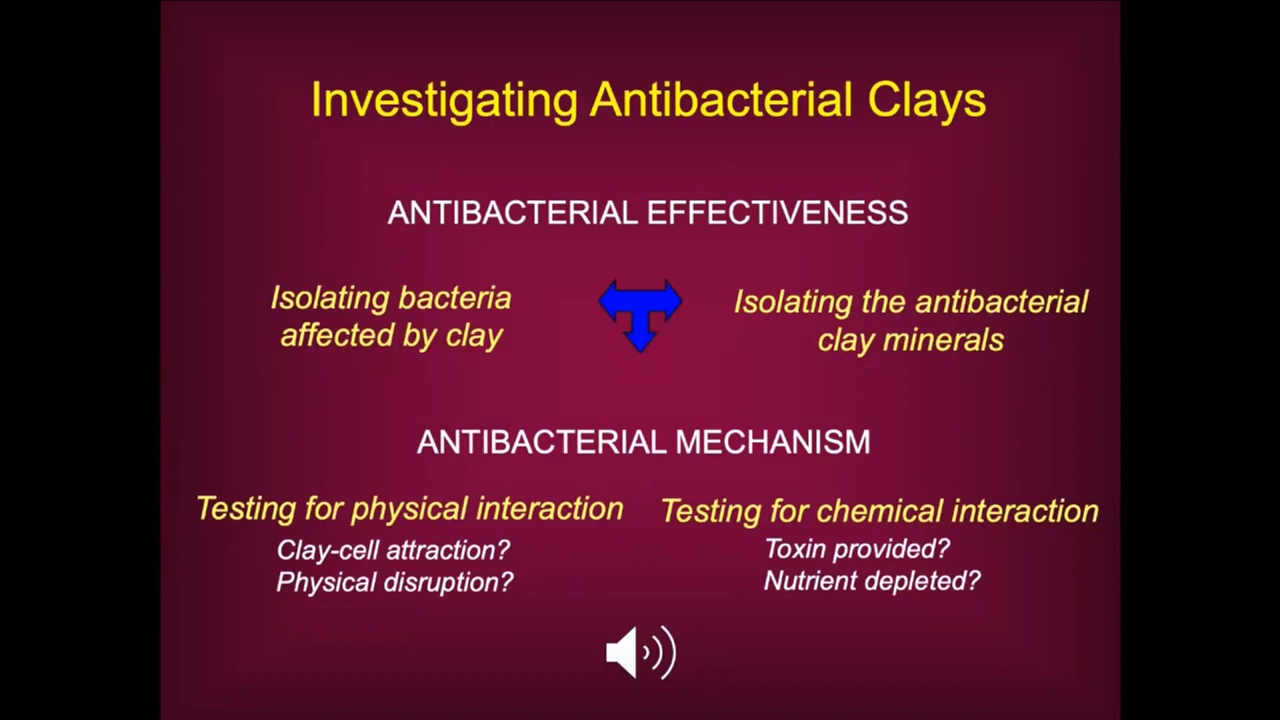 Investigating Antibacterial Clays
ANTIBACTERIAL EFFECTIVENESS
Isolating bacteria
affected by clay
Isolating the antibacterial
clay minerals
ANTIBACTERIAL MECHANISM
Testing for physical interaction
Clay-cell attraction?
Physical disruption?
Testing for chemical interaction
Toxin provided?
Nutrient depleted?